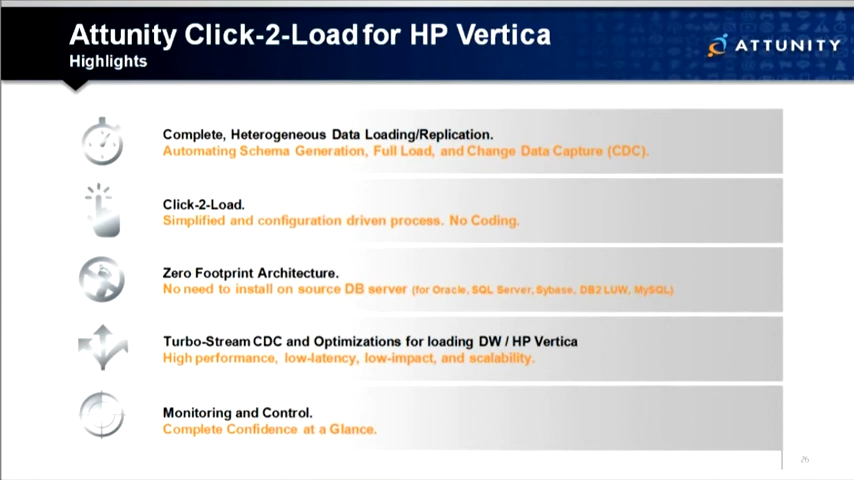 Attunity Click-2-Load for HP Vertica
Highlights
ATTUNITY
Complete, Heterogeneous Data Loading/Replication.
Automating Schema Generation, Full Load, and Change Data Capture (CDC).
Click-2-Load.
Simplified and configuration driven process. No Coding.
Zero Footprint Architecture.
No need to install on source DB server (for Oracle, SQL Server, Sybase, DB2 LUW, MySQL)
Turbo-Stream CDC and Optimizations for loading DW / HP Vertica
High performance, low-latency, low-impact, and scalability.
Monitoring and Control.
Complete Confidence at a Glance.
26